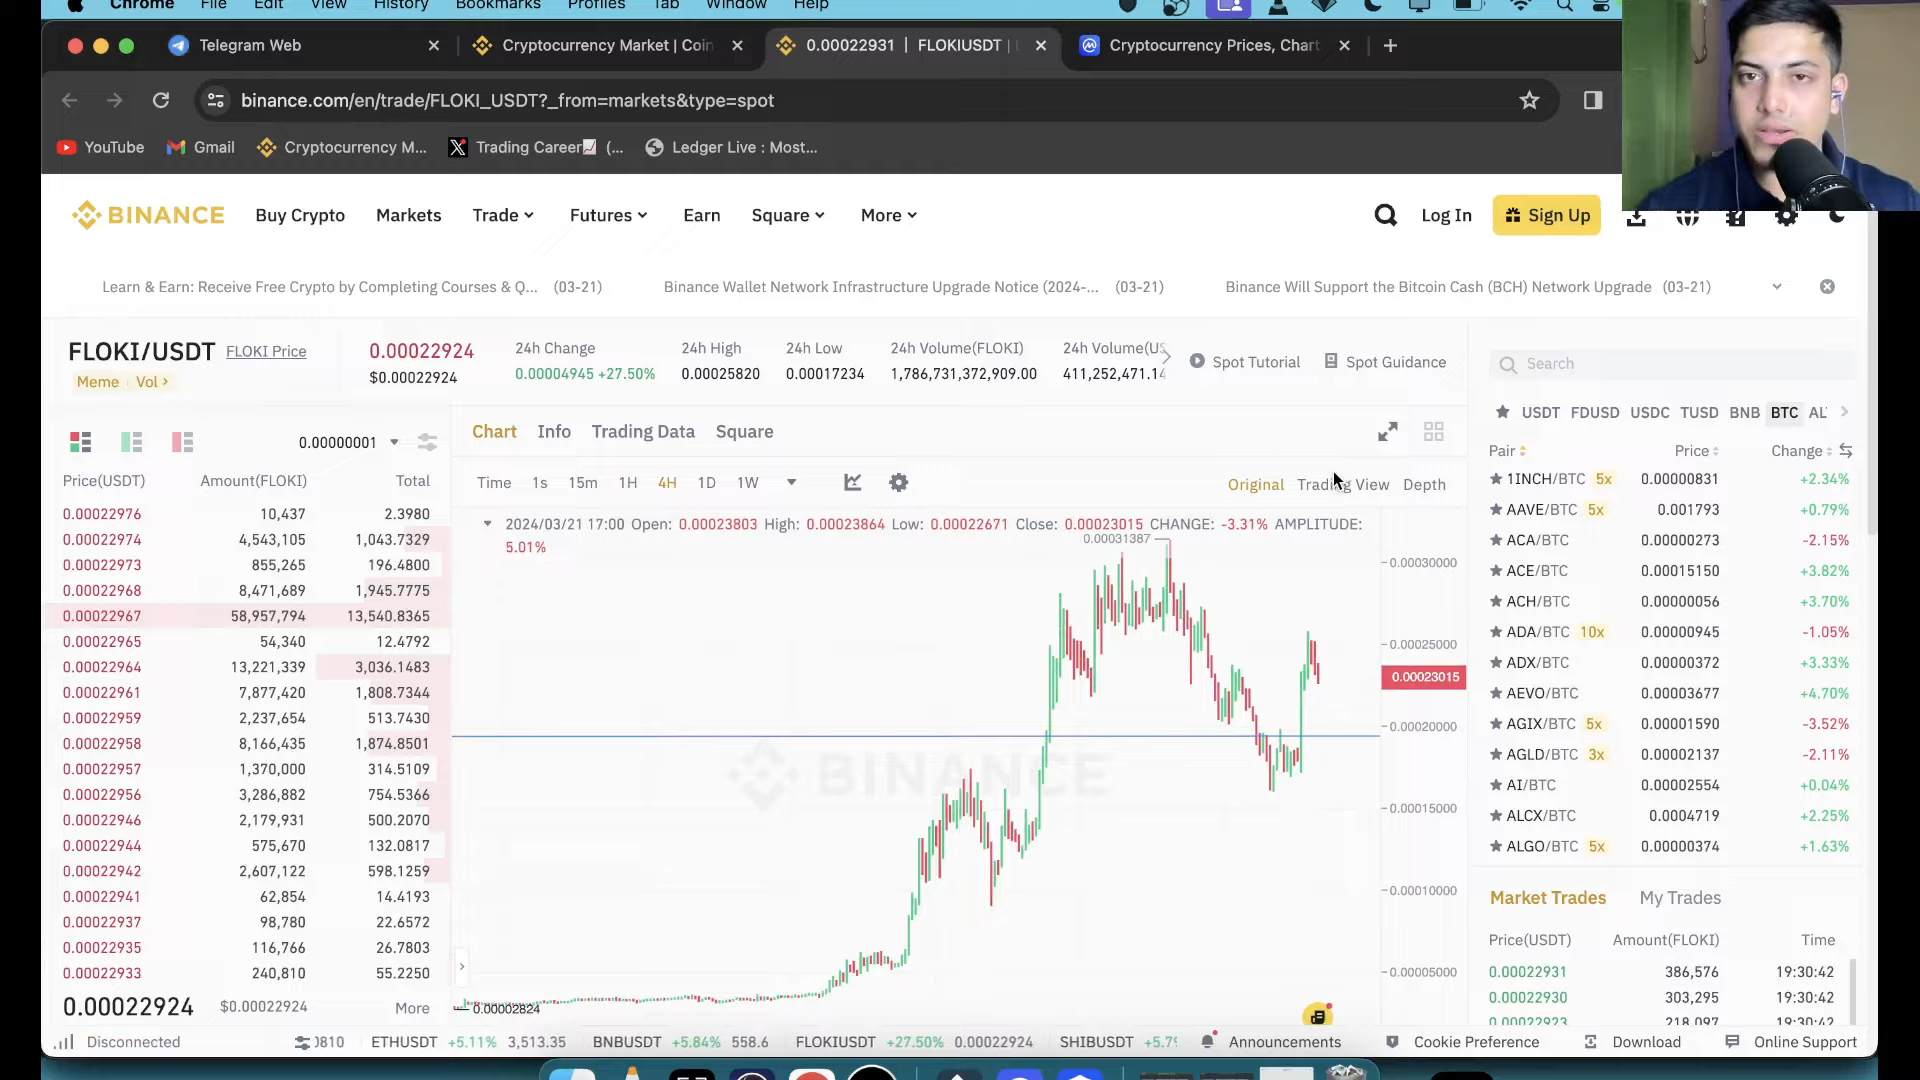 Chrome File Edit View History Bookmarks Profiles Tab Window Help
Telegram Web
Cryptocurrency Market | Coin
0.00022931 | FLOKIUSDT |
Cryptocurrency Prices, Chart
binance.com/en/trade/FLOKI_USDT?_from=markets&type=spot
YouTube Gmail Cryptocurrency M... Trading Career (... Ledger Live : Most...
BINANCE Buy Crypto Markets Trade Futures Earn Square More Log In Sign Up
Learn & Earn: Receive Free Crypto by Completing Courses & Q... (03-21) Binance Wallet Network Infrastructure Upgrade Notice (2024-... (03-21) Binance Will Support the Bitcoin Cash (BCH) Network Upgrade (03-21)
FLOKI/USDT FLOKI Price
Meme Vol
0.00022924
$0.00022924
24h Change
0.00004945 +27.50%
24h High
0.00025820
24h Low
0.00017234
24h Volume(FLOKI)
1,786,731,372,909.00
24h Volume(US
411,252,471.14
Spot Tutorial Spot Guidance
0.00000001
Price(USDT) Amount(FLOKI) Total
0.00022976 10,437 2.3980
0.00022974 4,543,105 1,043.7329
0.00022973 855,265 196.4800
0.00022968 8,471,689 1,945.7775
0.00022967 58,957,794 13,540.8365
0.00022965 54,340 12.4792
0.00022964 13,221,339 3,036.1483
0.00022961 7,877,420 1,808.7344
0.00022959 2,237,654 513.7430
0.00022958 8,166,435 1,874.8501
0.00022957 1,370,000 314.5109
0.00022956 3,286,882 754.5366
0.00022946 2,179,931 500.2070
0.00022944 575,670 132.0817
0.00022942 2,607,122 598.1259
0.00022941 62,854 14.4193
0.00022937 98,780 22.6572
0.00022935 116,766 26.7803
0.00022933 240,810 55.2250
0.00022924 $0.00022924 More
Chart Info Trading Data Square
Time 1s 15m 1H 4H 1D 1W
Original Trading View Depth
2024/03/21 17:00 Open: 0.00023803 High: 0.00023864 Low: 0.00022671 Close: 0.00023015 CHANGE: -3.31% AMPLITUDE:
5.01%
0.00031387
0.00030000
0.00025000
0.00023015
0.00020000
BINANCE
0.00015000
0.00010000
0.00005000
0.00002824
Search
USDT FDUSD USDC TUSD BNB BTC AL
Pair Price Change
1INCH/BTC 5x 0.00000831 +2.34%
AAVE/BTC 5x 0.001793 +0.79%
ACA/BTC 0.00000273 -2.15%
ACE/BTC 0.00015150 +3.82%
ACH/BTC 0.00000056 +3.70%
ADA/BTC 10x 0.00000945 -1.05%
ADX/BTC 0.00000372 +3.33%
AEVO/BTC 0.00003677 +4.70%
AGIX/BTC 5x 0.00001590 -3.52%
AGLD/BTC 3x 0.00002137 -2.11%
AI/BTC 0.00002554 +0.04%
ALCX/BTC 0.0004719 +2.25%
ALGO/BTC 5x 0.00000374 +1.63%
Market Trades My Trades
Price(USDT) Amount(FLOKI) Time
0.00022931 386,576 19:30:42
0.00022930 303,295 19:30:42
0.00022923 218,097 19:30:42
Disconnected 0810 ETHUSDT +5.11% 3,513.35 BNBUSDT +5.84% 558.6 FLOKIUSDT +27.50% 0.00022924 SHIBUSDT +5.7 Announcements Cookie Preference Download Online Support